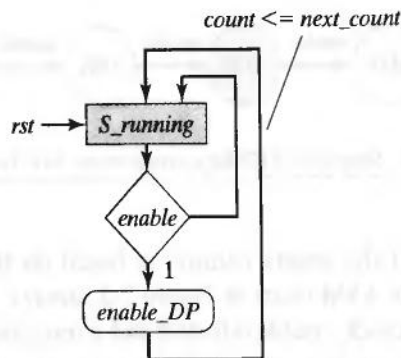 count <= next_count
rst
S_running
enable
1
enable_DP